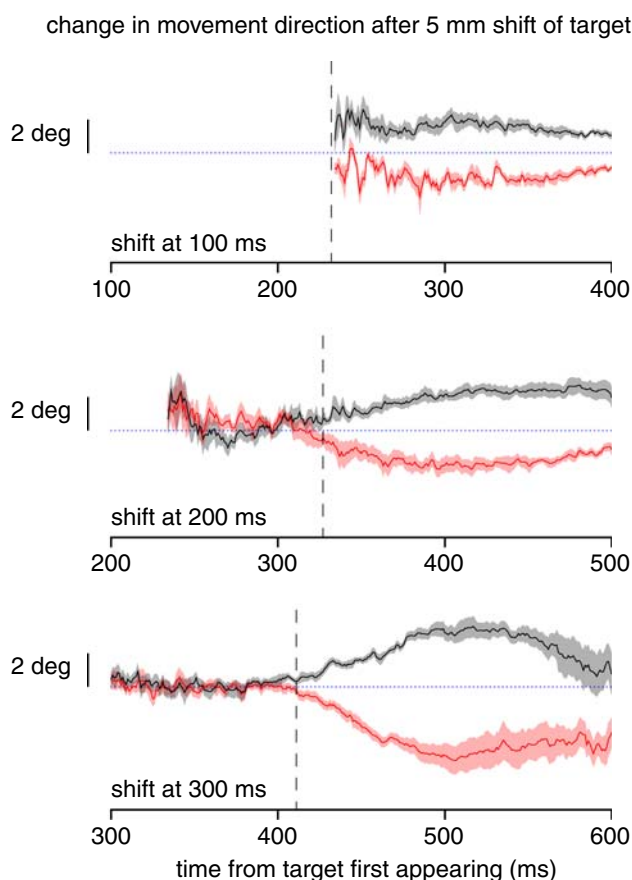 change in movement direction after 5 mm shift of target
2 deg
shift at 100 ms
100 200 300 400
2 deg
shift at 200 ms
200 300 400 500
2 deg
shift at 300 ms
300 400 500 600
time from target first appearing (ms)